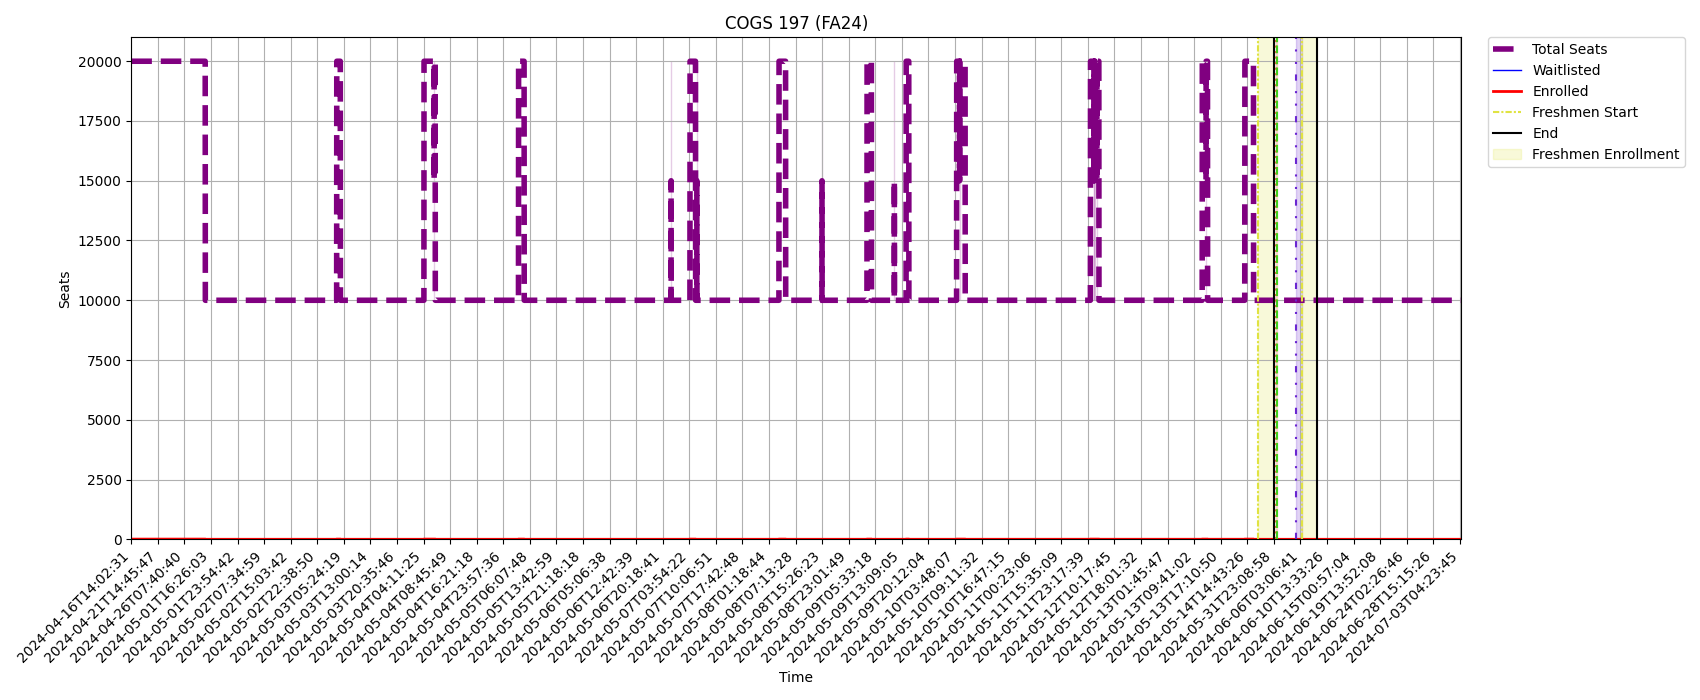 COGS 197 (FA24)
Total Seats
Waitlisted
Enrolled
Freshmen Start
End
Freshmen Enrollment
Seats
20000
17500
15000
12500
10000
7500
5000
2500
0
2024-04-16T14:02:31
2024-04-21T14:45:47
2024-04-26T07:40:40
2024-05-01T16:26:03
2024-05-01T23:54:42
2024-05-02T07:34:59
2024-05-02T15:03:42
2024-05-02T22:38:50
2024-05-03T05:24:19
2024-05-03T13:00:14
2024-05-03T20:35:46
2024-05-04T04:11:25
2024-05-04T08:45:49
2024-05-04T16:21:18
2024-05-04T23:57:36
2024-05-05T06:07:48
2024-05-05T13:42:59
2024-05-05T21:18:18
2024-05-06T05:06:38
2024-05-06T12:42:39
2024-05-06T20:18:41
2024-05-07T03:54:22
2024-05-07T10:06:51
2024-05-07T17:42:48
2024-05-08T01:18:44
2024-05-08T07:13:28
2024-05-08T15:26:23
2024-05-08T23:01:49
2024-05-09T05:33:18
2024-05-09T13:09:05
2024-05-09T20:12:04
2024-05-10T03:48:07
2024-05-10T09:11:32
2024-05-10T16:47:15
2024-05-11T00:23:06
2024-05-11T15:35:09
2024-05-11T23:17:39
2024-05-12T10:17:45
2024-05-12T18:01:32
2024-05-13T01:45:47
2024-05-13T09:41:02
2024-05-13T17:10:50
2024-05-14T14:43:26
2024-05-31T23:08:58
2024-06-06T03:06:41
2024-06-10T13:33:26
2024-06-15T00:57:04
2024-06-19T13:52:08
2024-06-24T02:26:46
2024-06-28T15:15:26
2024-07-03T04:23:45
Time